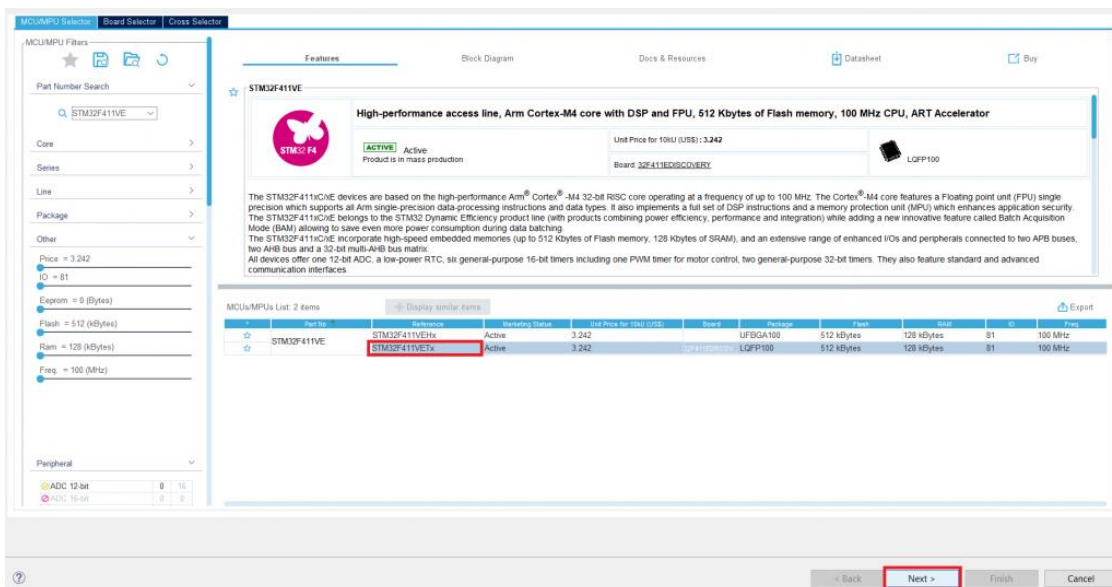 MCU/MPU Selector Board Selector Cross Selector
MCU/MPU Filters
Part Number Search
STM32F411VE
Core
Series
Line
Package
Other
Price = 3.242
IO = 81
Eeprom = 0 (Bytes)
Flash = 512 (kBytes)
Ram = 128 (kBytes)
Freq. = 100 (MHz)
Peripheral
ADC 12-bit 0 16
ADC 16-bit 0 0
Features Block Diagram Docs & Resources Datasheet Buy
STM32F411VE
STM32 F4
High-performance access line, Arm Cortex-M4 core with DSP and FPU, 512 Kbytes of Flash memory, 100 MHz CPU, ART Accelerator
ACTIVE Active
Product is in mass production
Unit Price for 10kU (US$) : 3.242
Board: 32F411EDISCOVERY
LQFP100
The STM32F411xC/xE devices are based on the high-performance Arm® Cortex® -M4 32-bit RISC core operating at a frequency of up to 100 MHz. The Cortex®-M4 core features a Floating point unit (FPU) single
precision which supports all Arm single-precision data-processing instructions and data types. It also implements a full set of DSP instructions and a memory protection unit (MPU) which enhances application security.
The STM32F411xC/xE belongs to the STM32 Dynamic Efficiency product line (with products combining power efficiency, performance and integration) while adding a new innovative feature called Batch Acquisition
Mode (BAM) allowing to save even more power consumption during data batching.
The STM32F411xC/xE incorporate high-speed embedded memories (up to 512 Kbytes of Flash memory, 128 Kbytes of SRAM), and an extensive range of enhanced I/Os and peripherals connected to two APB buses,
two AHB bus and a 32-bit multi-AHB bus matrix.
All devices offer one 12-bit ADC, a low-power RTC, six general-purpose 16-bit timers including one PWM timer for motor control, two general-purpose 32-bit timers. They also feature standard and advanced
communication interfaces.
MCUs/MPUs List: 2 items + Display similar items Export
* Part No Reference Marketing Status Unit Price for 10kU (US$) Board Package Flash RAM IO Freq
STM32F411VE
STM32F411VEHx Active 3.242 UFBGA100 512 kBytes 128 kBytes 81 100 MHz
STM32F411VETx Active 3.242 LQFP100 512 kBytes 128 kBytes 81 100 MHz
?
< Back Next > Finish Cancel